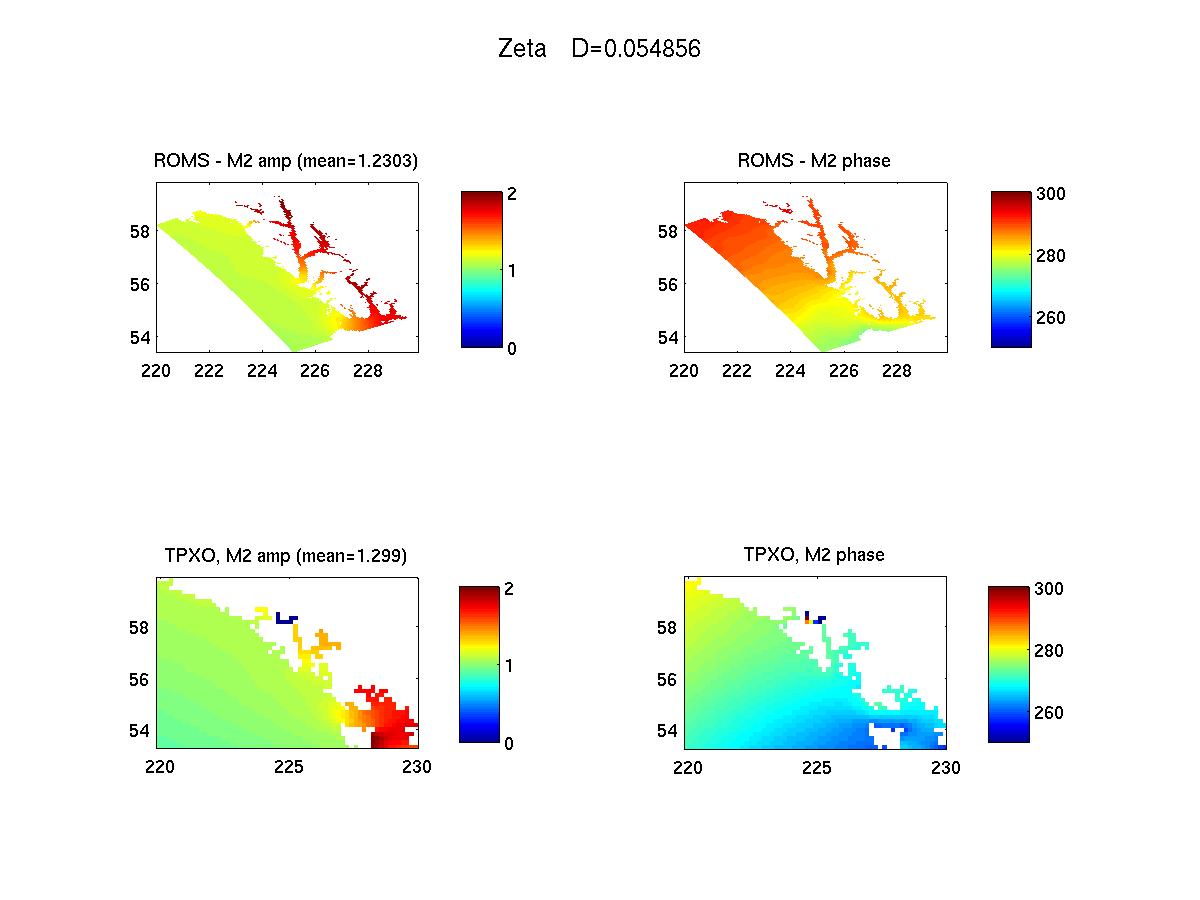 Zeta D=0.054856
ROMS - M2 amp (mean=1.2303)
58
56
54
220 222 224 226 228
2
1
0
ROMS - M2 phase
58
56
54
220 222 224 226 228
300
280
260
TPXO, M2 amp (mean=1.299)
58
56
54
220 225 230
2
1
0
TPXO, M2 phase
58
56
54
220 225 230
300
280
260